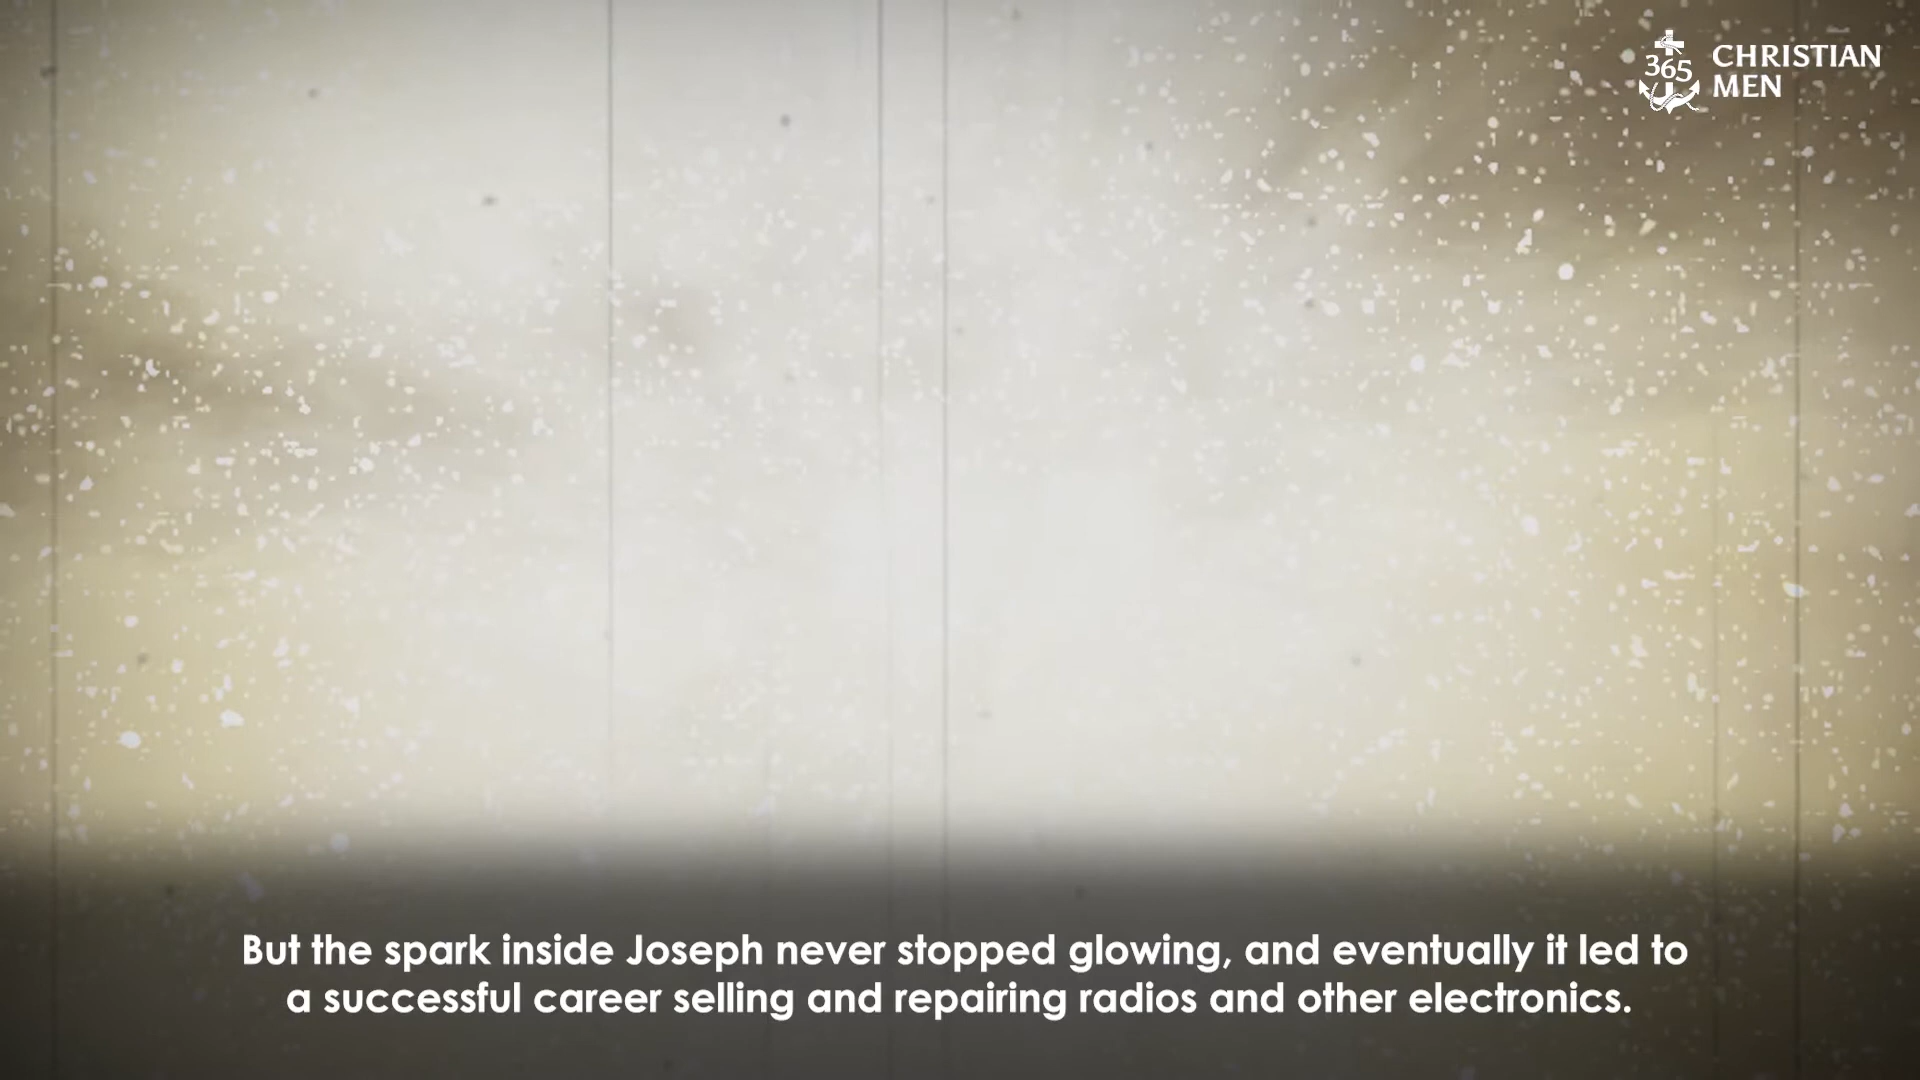 365
CHRISTIAN
MEN
But the spark inside Joseph never stopped glowing, and eventually it led to
a successful career selling and repairing radios and other electronics.